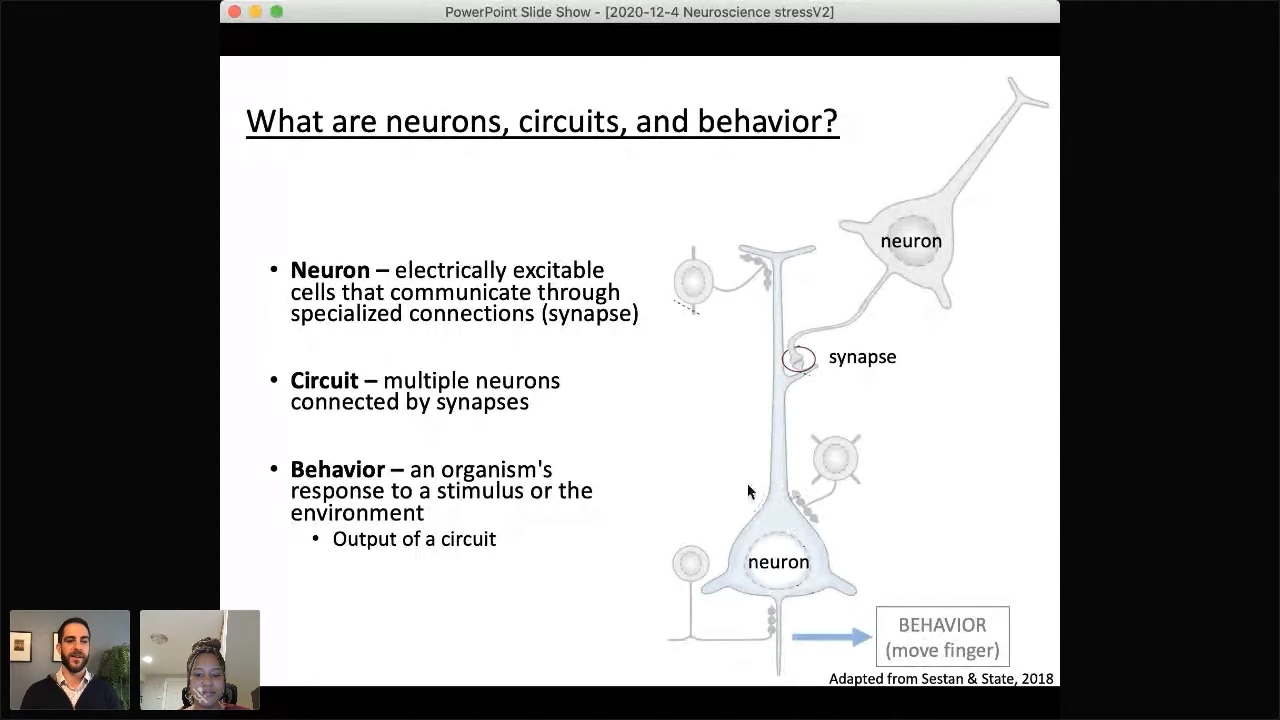 PowerPoint Slide Show - [2020-12-4 Neuroscience stressV2]
What are neurons, circuits, and behavior?
• Neuron – electrically excitable
cells that communicate through
specialized connections (synapse)
• Circuit – multiple neurons
connected by synapses
• Behavior – an organism's
response to a stimulus or the
environment
• Output of a circuit
neuron
synapse
neuron
BEHAVIOR
(move finger)
Adapted from Sestan & State, 2018